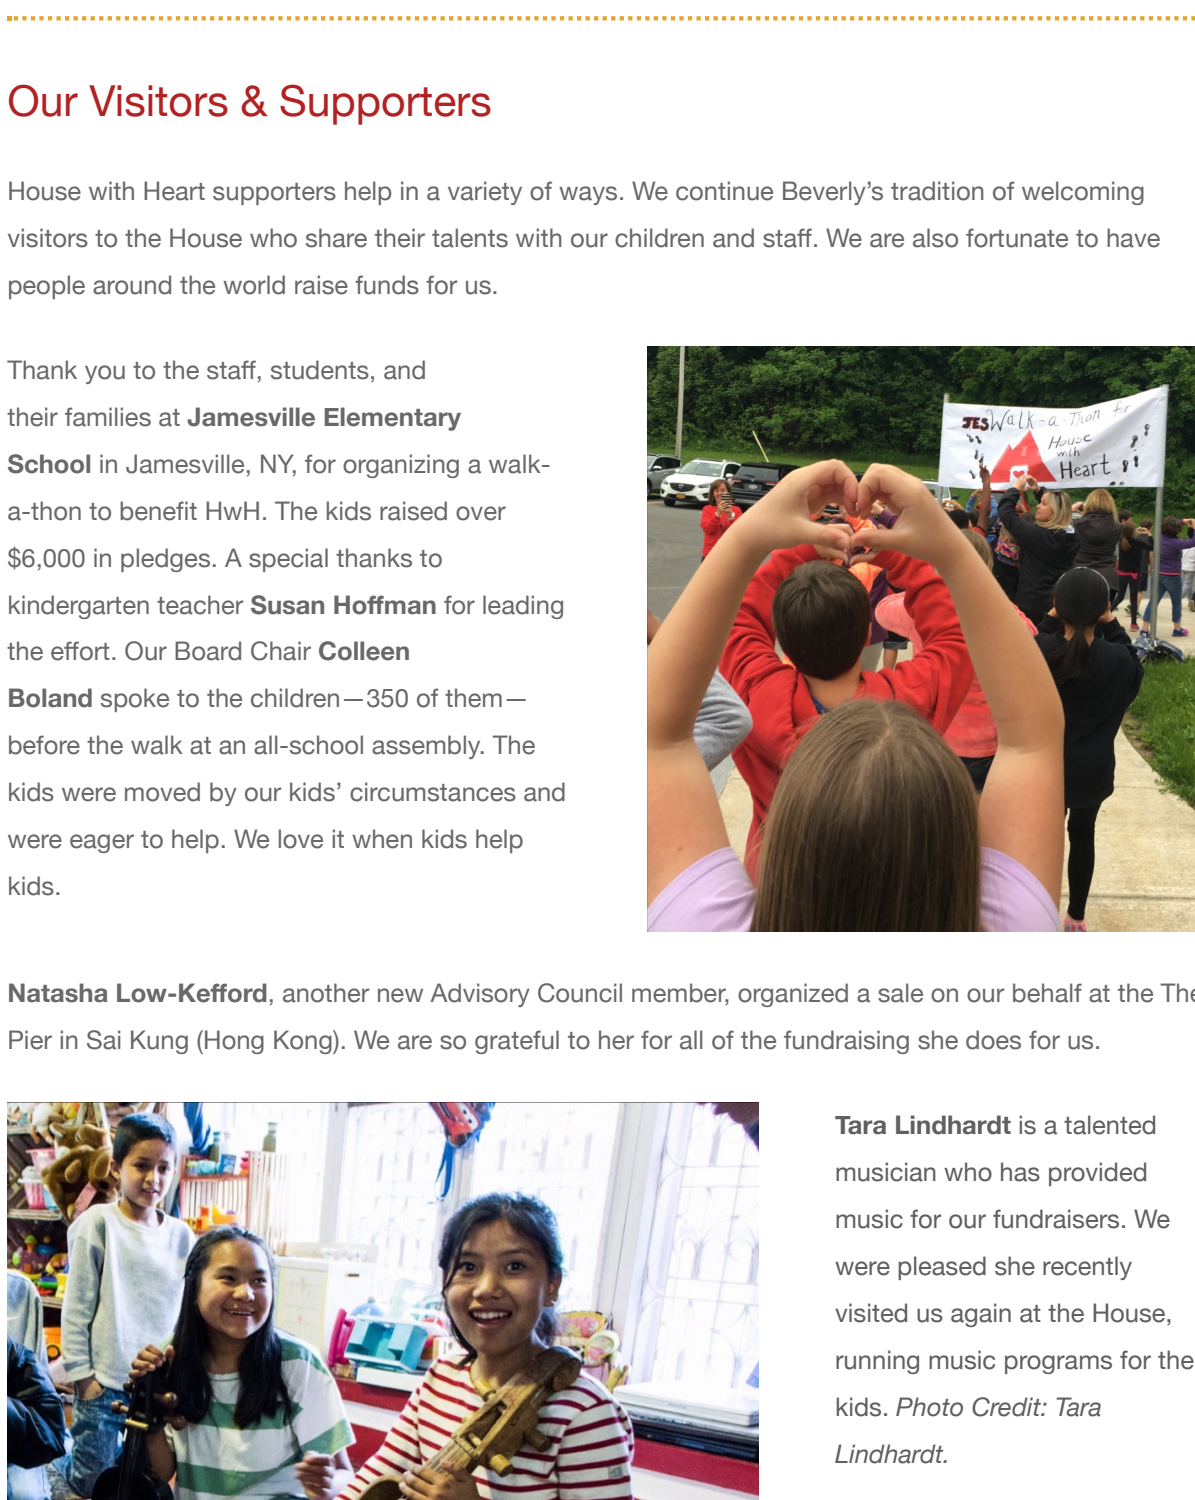 Our Visitors & Supporters
House with Heart supporters help in a variety of ways. We continue Beverly’s tradition of welcoming
visitors to the House who share their talents with our children and staff. We are also fortunate to have
people around the world raise funds for us.
Thank you to the staff, students, and
their families at Jamesville Elementary
School in Jamesville, NY, for organizing a walk-
a-thon to benefit HwH. The kids raised over
$6,000 in pledges. A special thanks to
kindergarten teacher Susan Hoffman for leading
the effort. Our Board Chair Colleen
Boland spoke to the children—350 of them—
before the walk at an all-school assembly. The
kids were moved by our kids’ circumstances and
were eager to help. We love it when kids help
kids.
JES Walk-a-Thon for
House
with
Heart
Natasha Low-Kefford, another new Advisory Council member, organized a sale on our behalf at the The
Pier in Sai Kung (Hong Kong). We are so grateful to her for all of the fundraising she does for us.
Tara Lindhardt is a talented
musician who has provided
music for our fundraisers. We
were pleased she recently
visited us again at the House,
running music programs for the
kids. Photo Credit: Tara
Lindhardt.